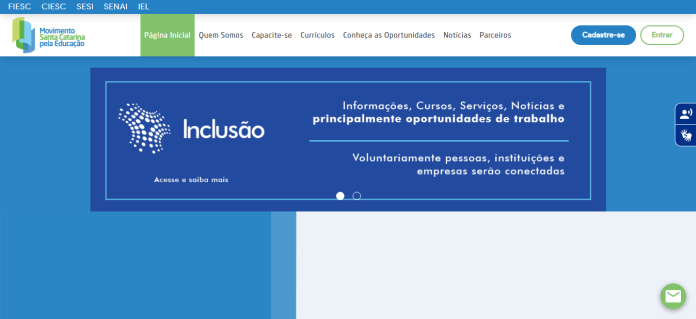 FIESC CIESC SESI SENAI IEL
Movimento
Santa Catarina
pela Educação
Página Inicial Quem Somos Capacite-se Currículos Conheça as Oportunidades Notícias Parceiros
Cadastre-se Entrar
Inclusão
Acesse e saiba mais
Informações, Cursos, Serviços, Notícias e
principalmente oportunidades de trabalho
Voluntariamente pessoas, instituições e
empresas serão conectadas